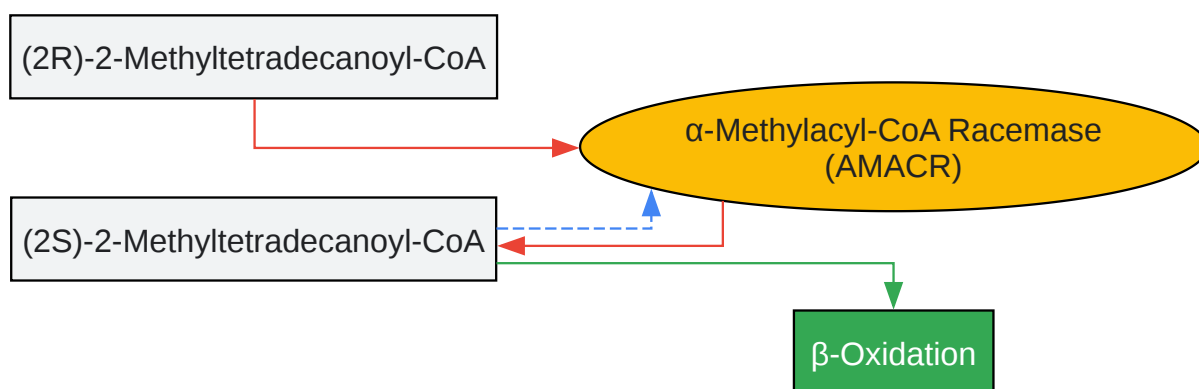 (2R)-2-Methyltetradecanoyl-CoA
α-Methylacyl-CoA Racemase
(AMACR)
(2S)-2-Methyltetradecanoyl-CoA
β-Oxidation